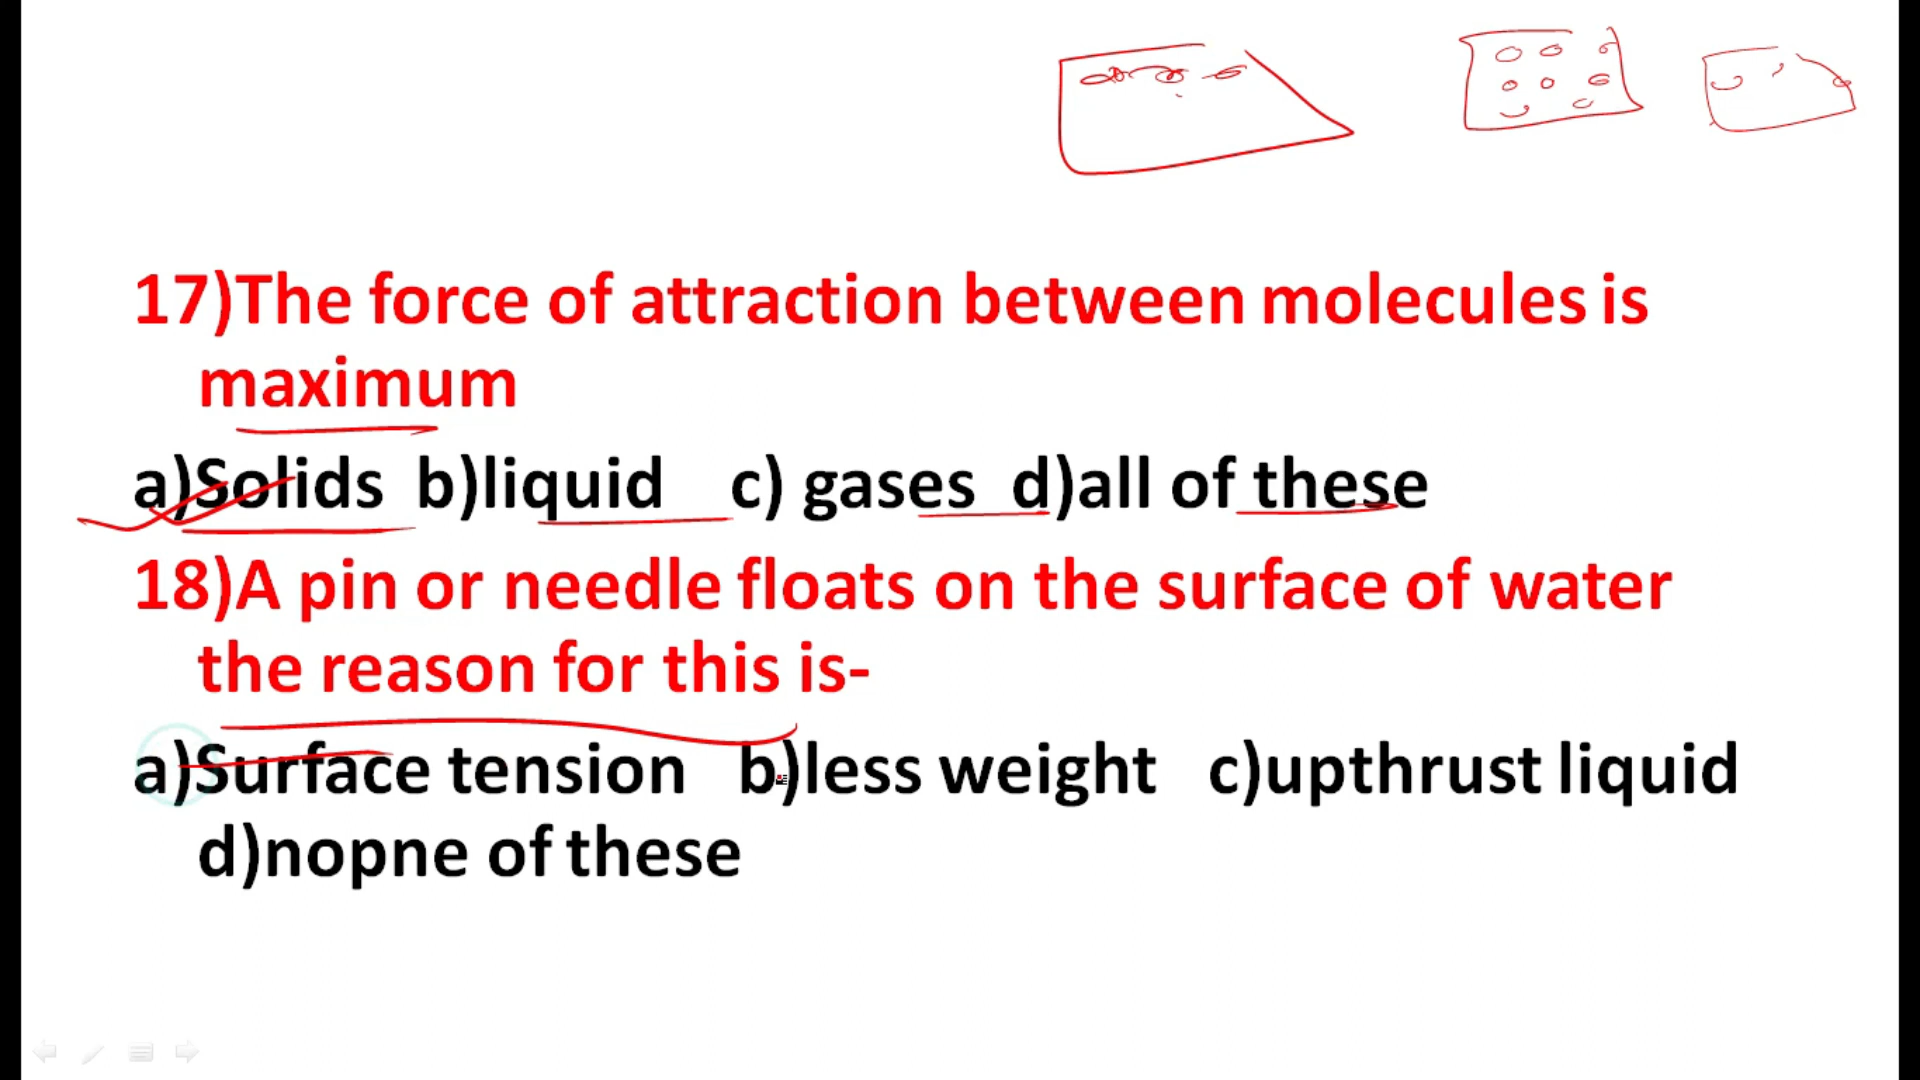 17)The force of attraction between molecules is
maximum
a)Solids b)liquid c) gases d)all of these
18)A pin or needle floats on the surface of water
the reason for this is-
a)Surface tension b)less weight c)upthrust liquid
d)nopne of these